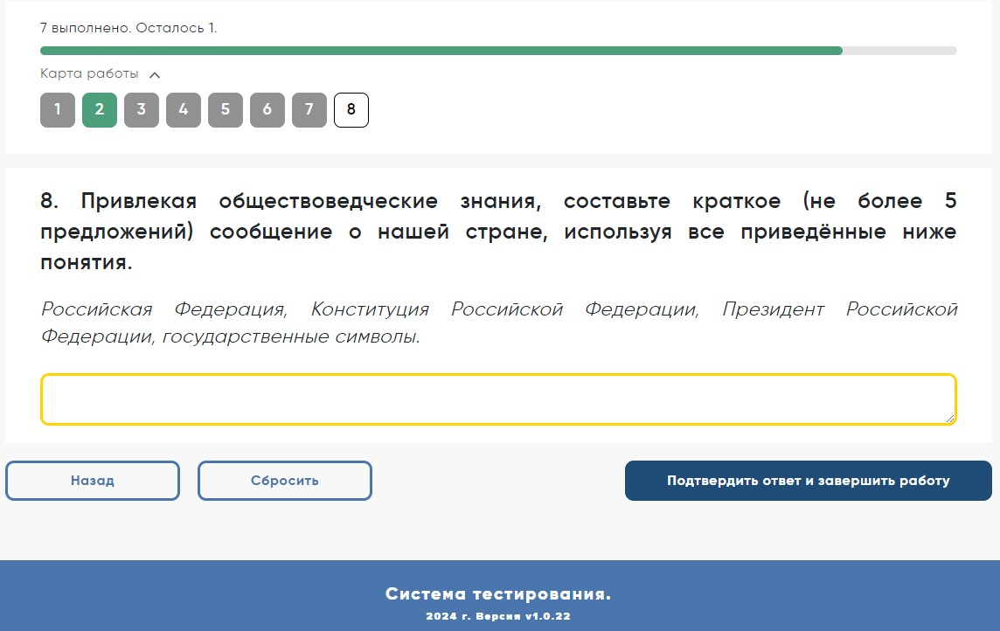 7 выполнено. Осталось 1.
Карта работы
1 2 3 4 5 6 7 8
8. Привлекая обществоведческие знания, составьте краткое (не более 5
предложений) сообщение о нашей стране, используя все приведённые ниже
понятия.
Российская Федерация, Конституция Российской Федерации, Президент Российской
Федерации, государственные символы.
Назад Сбросить Подтвердить ответ и завершить работу
Система тестирования.
2024 г. Версия v1.0.22